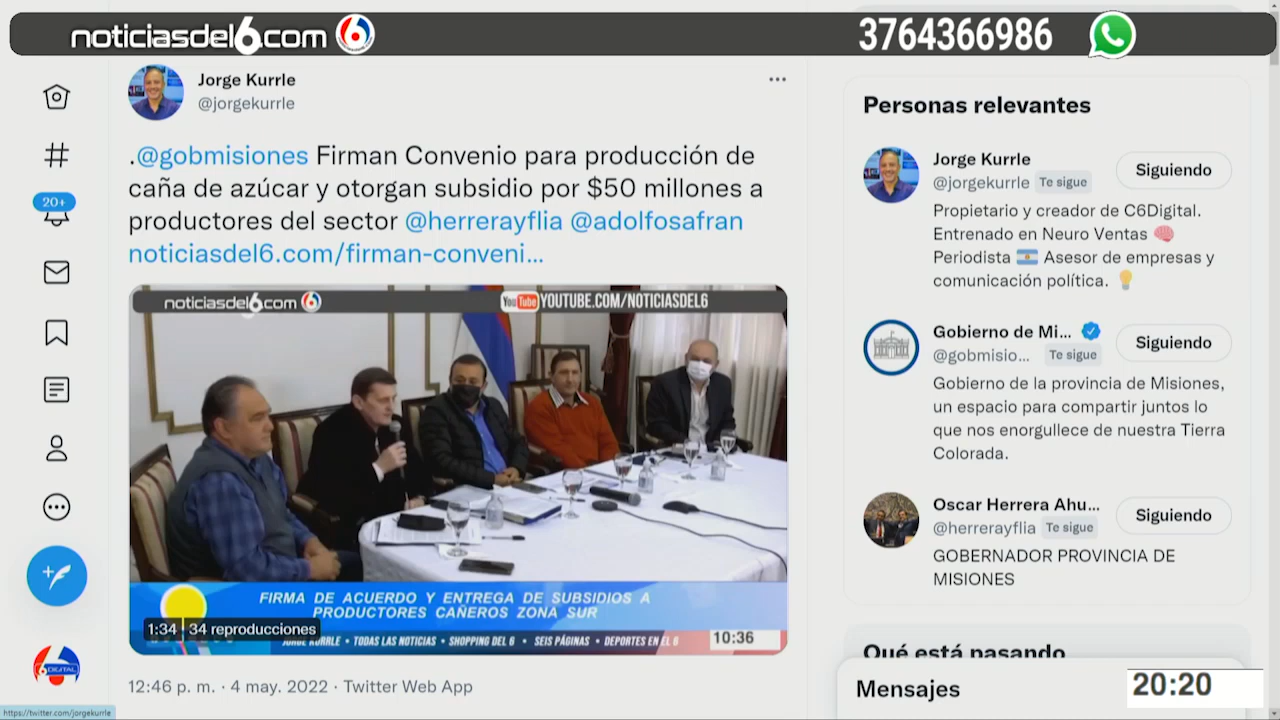 noticiasdel6.com 6
3764366986
Jorge Kurrle
@jorgekurrle
.@gobmisiones Firman Convenio para producción de
caña de azúcar y otorgan subsidio por $50 millones a
productores del sector @herrerayflia @adolfosafran
noticiasdel6.com/firman-conveni...
noticiasdel6.com 6
YouTube YOUTUBE.COM/NOTICIASDEL6
FIRMA DE ACUERDO Y ENTREGA DE SUBSIDIOS A
PRODUCTORES CAÑEROS ZONA SUR
1:34 34 reproducciones
JORGE KURRLE • TODAS LAS NOTICIAS • SHOPPING DEL 6 • SEIS PÁGINAS • DEPORTES EN EL 6
10:36
12:46 p. m. · 4 may. 2022 · Twitter Web App
20+
6 DIGITAL
https://twitter.com/jorgekurrle
Personas relevantes
Jorge Kurrle
@jorgekurrle Te sigue
Siguiendo
Propietario y creador de C6Digital.
Entrenado en Neuro Ventas 🧠
Periodista 🇦🇷 Asesor de empresas y
comunicación política. 💡
Gobierno de Mi...
@gobmisio... Te sigue
Siguiendo
Gobierno de la provincia de Misiones,
un espacio para compartir juntos lo
que nos enorgullece de nuestra Tierra
Colorada.
Oscar Herrera Ahu...
@herrerayflia Te sigue
Siguiendo
GOBERNADOR PROVINCIA DE
MISIONES
Qué está pasando
Mensajes
20:20